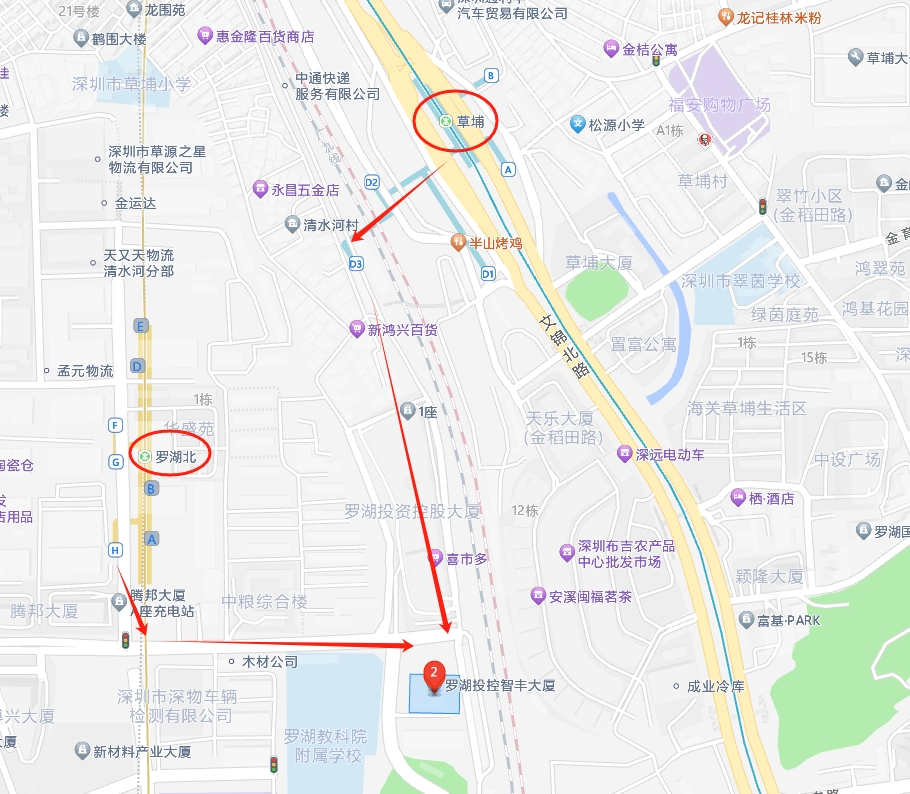 龙围苑
21号楼
鹤围大楼
惠金隆百货商店
汽车贸易有限公司
龙记桂林米粉
金桔公寓
深圳市草埔小学
中通快递
服务有限公司
B
草埔
福安购物广场
松源小学
A1栋
深圳市草源之星
物流有限公司
A
D2
草埔村
永昌五金店
金运达
翠竹小区
(金稻田路)
清水河村
半山烤鸡
天又天物流
清水河分部
D3
D1
草埔大厦
深圳市翠茵学校
鸿翠苑
绿茵庭苑
鸿基花园
E
新鸿兴百货
文锦北路
置富公寓
1栋
15栋
D
孟元物流
1栋
1座
海关草埔生活区
F
华盛苑
天乐大厦
(金稻田路)
G
罗湖北
深远电动车
中设广场
陶瓷仓
B
栖·酒店
店用品
罗湖投资控股大厦
12栋
A
H
喜市多
深圳布吉农产品
中心批发市场
颖隆大厦
腾邦大厦
A座充电站
腾邦大厦
中粮综合楼
安溪闽福茗茶
富基·PARK
木材公司
2
罗湖投控智丰大厦
成业冷库
深圳市深物车辆
检测有限公司
罗湖教科院
附属学校
新材料产业大厦